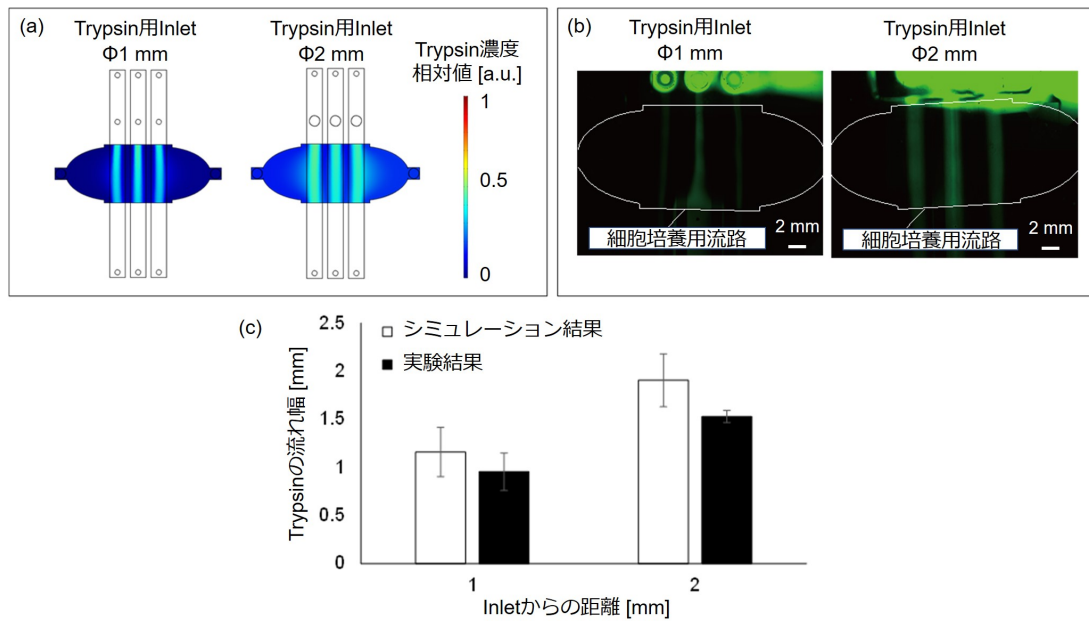 (a)
Trypsin用Inlet
Φ1 mm
Trypsin用Inlet
Φ2 mm
Trypsin濃度
相対値 [a.u.]
1
0.5
0
(b)
Trypsin用Inlet
Φ1 mm
Trypsin用Inlet
Φ2 mm
細胞培養用流路
2 mm
細胞培養用流路
2 mm
(c)
シミュレーション結果
実験結果
Trypsinの流れ幅 [mm]
2.5
2
1.5
1
0.5
0
1
2
Inletからの距離 [mm]